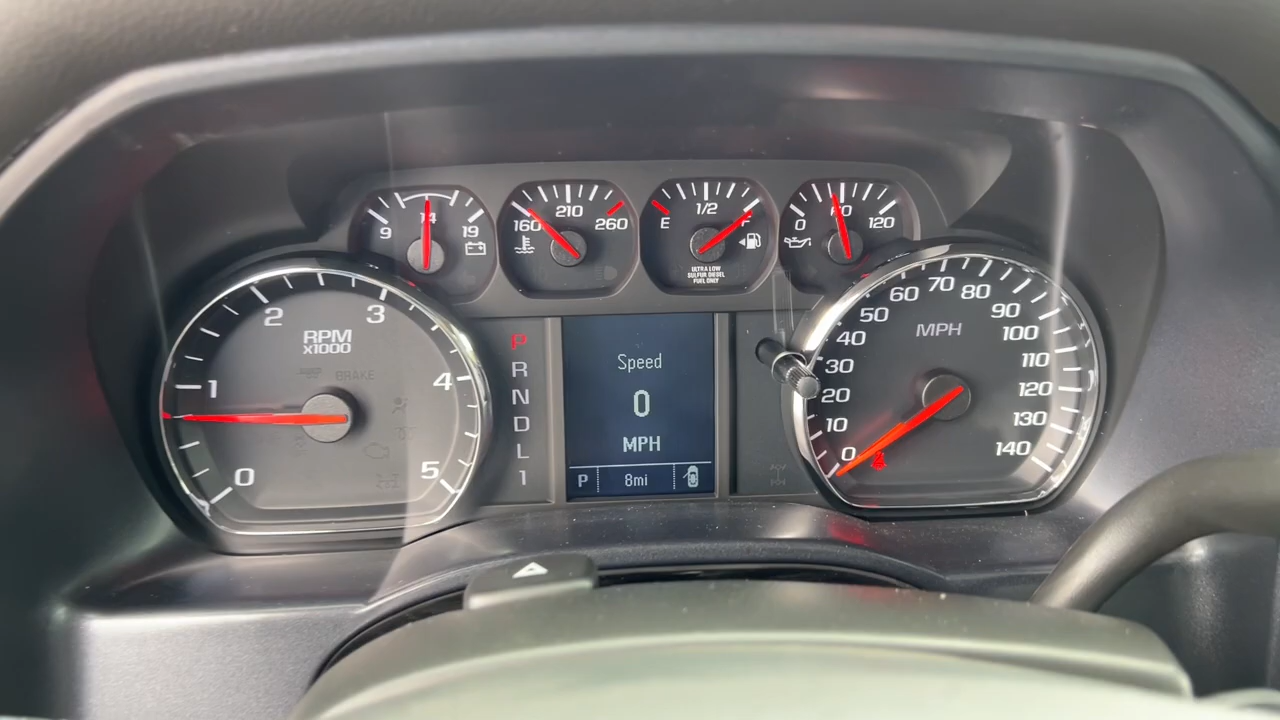 9 14 19
160 210 260
E 1/2 F
ULTRA LOW
SULFUR DIESEL
FUEL ONLY
0 60 120
RPM
x1000
0
1
2
3
4
5
BRAKE
P
R
N
D
L
1
Speed
0
MPH
P 8mi
MPH
0
10
20
30
40
50
60
70
80
90
100
110
120
130
140